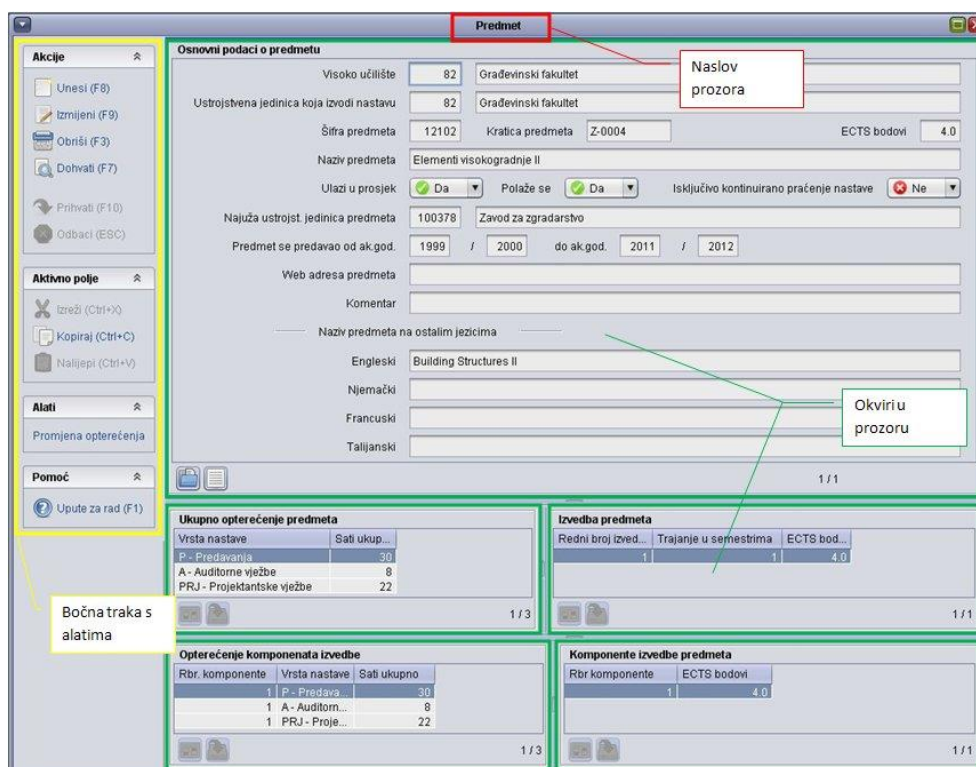 Predmet
Akcije
Unesi (F8)
Izmijeni (F9)
Obriši (F3)
Dohvati (F7)
Prihvati (F10)
Odbaci (ESC)
Aktivno polje
Izreži (Ctrl+X)
Kopiraj (Ctrl+C)
Nalijepi (Ctrl+V)
Alati
Promjena opterećenja
Pomoć
Upute za rad (F1)
Bočna traka s
alatima
Osnovni podaci o predmetu
Naslov
prozora
Visoko učilište 82 Građevinski fakultet
Ustrojstvena jedinica koja izvodi nastavu 82 Građevinski fakultet
Šifra predmeta 12102 Kratica predmeta Z-0004 ECTS bodovi 4.0
Naziv predmeta Elementi visokogradnje II
Ulazi u prosjek Da Polaže se Da Isključivo kontinuirano praćenje nastave Ne
Najuža ustrojst. jedinica predmeta 100378 Zavod za zgradarstvo
Predmet se predavao od ak.god. 1999 / 2000 do ak.god. 2011 / 2012
Web adresa predmeta
Komentar
Naziv predmeta na ostalim jezicima
Engleski Building Structures II
Njemački
Francuski
Talijanski
Okviri u
prozoru
1 / 1
Ukupno opterećenje predmeta
Vrsta nastave Sati ukup...
P - Predavanja 30
A - Auditorne vježbe 8
PRJ - Projektantske vježbe 22
1 / 3
Izvedba predmeta
Redni broj izved... Trajanje u semestrima ECTS bod...
1 1 4.0
1 / 1
Opterećenje komponenata izvedbe
Rbr. komponente Vrsta nastave Sati ukupno
1 P - Predava... 30
1 A - Auditorn... 8
1 PRJ - Proje... 22
1 / 3
Komponente izvedbe predmeta
Rbr komponente ECTS bodovi
1 4.0
1 / 1